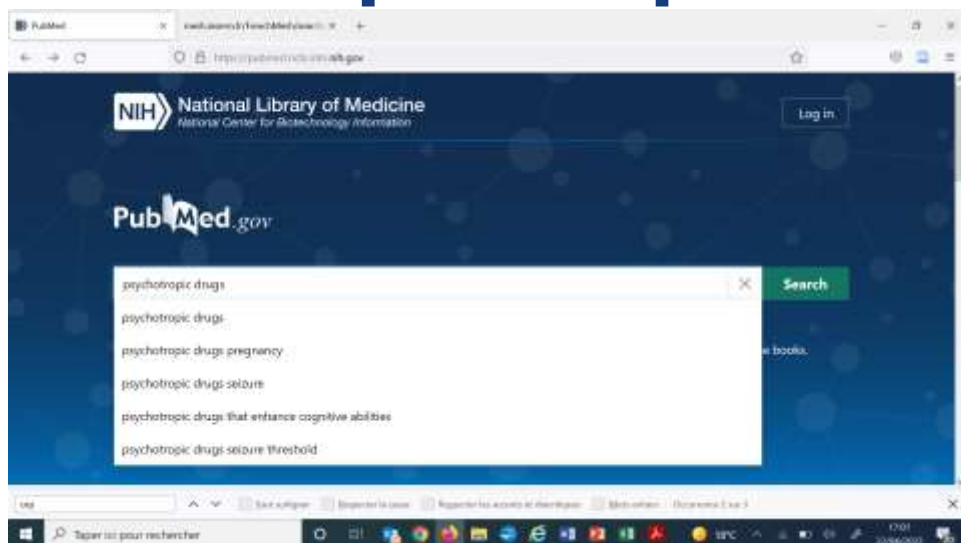 PubMed
NIH National Library of Medicine
National Center for Biotechnology Information
Log in
PubMed.gov
psychotropic drugs
Search
psychotropic drugs
psychotropic drugs pregnancy
books.
psychotropic drugs seizure
psychotropic drugs that enhance cognitive abilities
psychotropic drugs seizure threshold
Taper ici pour rechercher
17:01